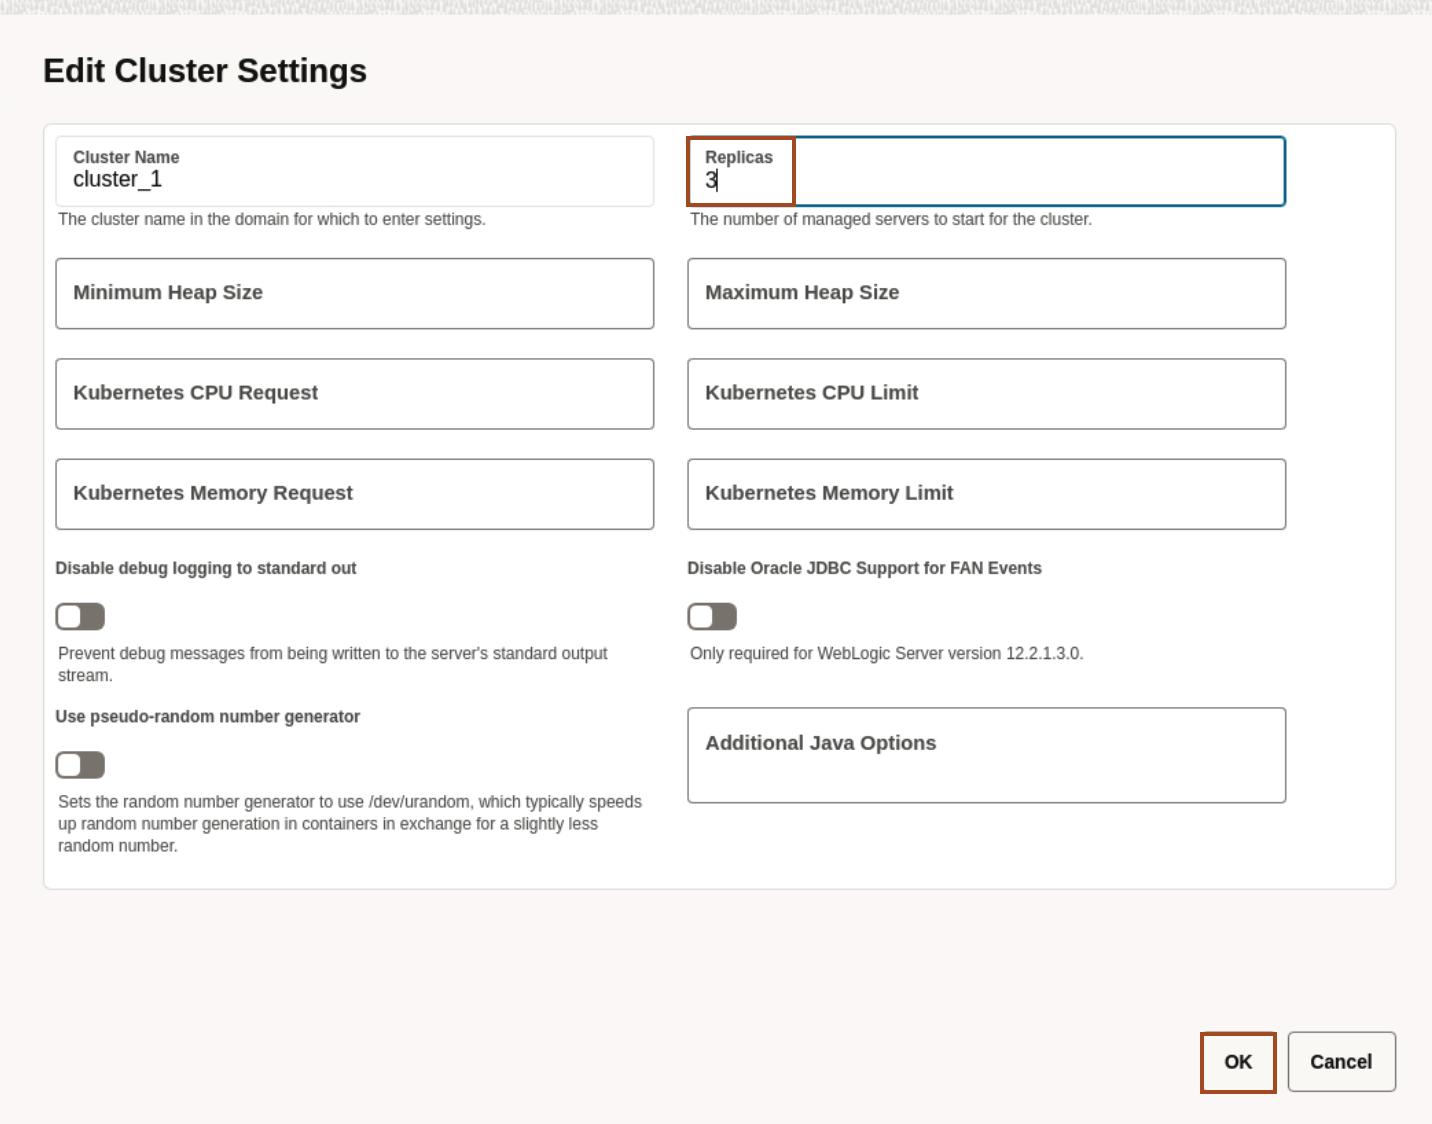 Edit Cluster Settings
Cluster Name
cluster_1
Replicas
3
The cluster name in the domain for which to enter settings.
The number of managed servers to start for the cluster.
Minimum Heap Size
Maximum Heap Size
Kubernetes CPU Request
Kubernetes CPU Limit
Kubernetes Memory Request
Kubernetes Memory Limit
Disable debug logging to standard out
Disable Oracle JDBC Support for FAN Events
Prevent debug messages from being written to the server's standard output
stream.
Only required for WebLogic Server version 12.2.1.3.0.
Use pseudo-random number generator
Additional Java Options
Sets the random number generator to use /dev/urandom, which typically speeds
up random number generation in containers in exchange for a slightly less
random number.
OK
Cancel